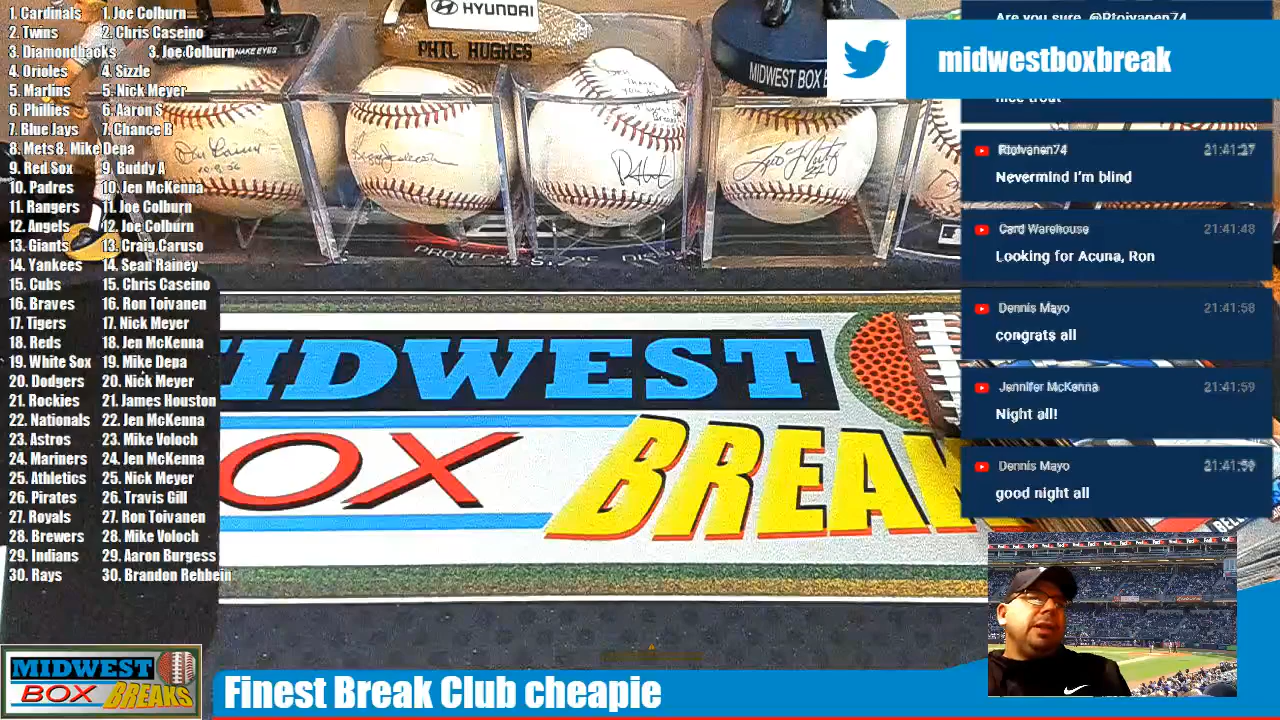 1. Cardinals 1. Joe Colburn
2. Twins 2. Chris Caseino
3. Diamondbacks 3. Joe Colburn
4. Orioles 4. Sizzle
5. Marlins 5. Nick Meyer
6. Phillies 6. Aaron S
7. Blue Jays 7. Chance B
8. Mets 8. Mike Depa
9. Red Sox 9. Buddy A
10. Padres 10. Jen McKenna
11. Rangers 11. Joe Colburn
12. Angels 12. Joe Colburn
13. Giants 13. Craig Caruso
14. Yankees 14. Sean Rainey
15. Cubs 15. Chris Caseino
16. Braves 16. Ron Toivanen
17. Tigers 17. Nick Meyer
18. Reds 18. Jen McKenna
19. White Sox 19. Mike Depa
20. Dodgers 20. Nick Meyer
21. Rockies 21. James Houston
22. Nationals 22. Jen McKenna
23. Astros 23. Mike Voloch
24. Mariners 24. Jen McKenna
25. Athletics 25. Nick Meyer
26. Pirates 26. Travis Gill
27. Royals 27. Ron Toivanen
28. Brewers 28. Mike Voloch
29. Indians 29. Aaron Burgess
30. Rays 30. Brandon Rehbein
SNAKE EYES
HYUNDAI
PHIL HUGHES
MIDWEST BOX B
Are you sure, @Rtoivanen74
midwestboxbreak
nice trout
Rtoivanen74 21:41:27
Nevermind I'm blind
Card Warehouse 21:41:48
Looking for Acuna, Ron
Dennis Mayo 21:41:58
congrats all
Jennifer McKenna 21:41:59
Night all!
Dennis Mayo 21:41:59
good night all
MIDWEST
BOX BREAK
MIDWEST
BOX BREAKS
Finest Break Club cheapie